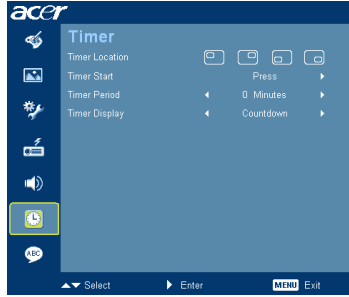 acer
Timer
Timer Location
Timer Start Press
Timer Period 0 Minutes
Timer Display Countdown
ABC
Select Enter MENU Exit